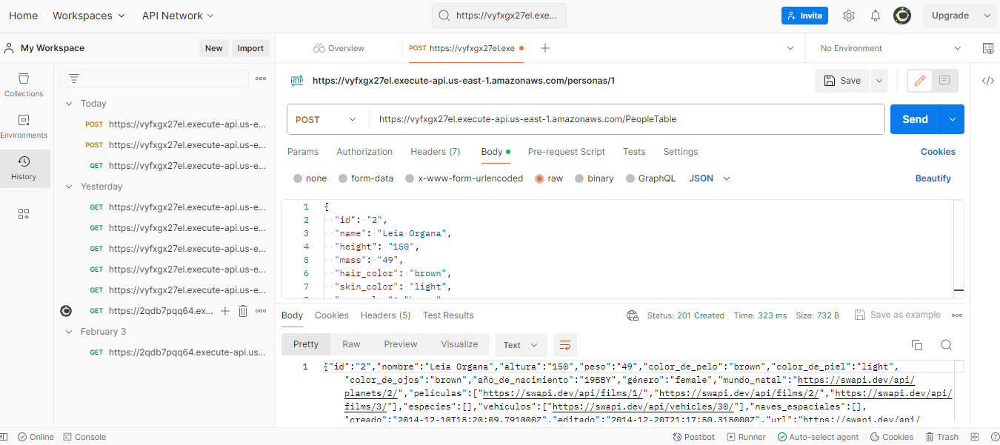 Home Workspaces API Network https://vyfxgx27el.exe... Invite Upgrade
My Workspace New Import Overview POST https://vyfxgx27el.exe No Environment
Collections
Environments
History
Today
POST https://vyfxgx27el.execute-api.us-e...
POST https://vyfxgx27el.execute-api.us-e...
GET https://vyfxgx27el.execute-api.us-e...
Yesterday
GET https://vyfxgx27el.execute-api.us-e...
GET https://vyfxgx27el.execute-api.us-e...
GET https://vyfxgx27el.execute-api.us-e...
GET https://vyfxgx27el.execute-api.us-e...
GET https://vyfxgx27el.execute-api.us-e...
GET https://2qdb7pqq64.ex...
February 3
GET https://2qdb7pqq64.execute-api.us...
HTTP https://vyfxgx27el.execute-api.us-east-1.amazonaws.com/personas/1 Save
POST https://vyfxgx27el.execute-api.us-east-1.amazonaws.com/PeopleTable Send
Params Authorization Headers (7) Body Pre-request Script Tests Settings Cookies
none form-data x-www-form-urlencoded raw binary GraphQL JSON Beautify
1 {
2 "id": "2",
3 "name": "Leia Organa",
4 "height": "150",
5 "mass": "49",
6 "hair_color": "brown",
7 "skin_color": "light",
Body Cookies Headers (5) Test Results Status: 201 Created Time: 323 ms Size: 732 B Save as example
Pretty Raw Preview Visualize Text
1 {"id":"2","nombre":"Leia Organa","altura":"150","peso":"49","color_de_pelo":"brown","color_de_piel":"light",
"color_de_ojos":"brown","año_de_nacimiento":"19BBY","género":"female","mundo_natal":"https://swapi.dev/api/
planets/2/","películas":["https://swapi.dev/api/films/1/","https://swapi.dev/api/films/2/","https://swapi.dev/api/
films/3/"],"especies":[],"vehículos":["https://swapi.dev/api/vehicles/30/"],"naves_espaciales":[],
"creado":"2014-12-10T15:20:09.791000Z","editado":"2014-12-20T21:17:50.315000Z","url":"https://swapi.dev/api/
Online Console Postbot Runner Auto-select agent Cookies Trash